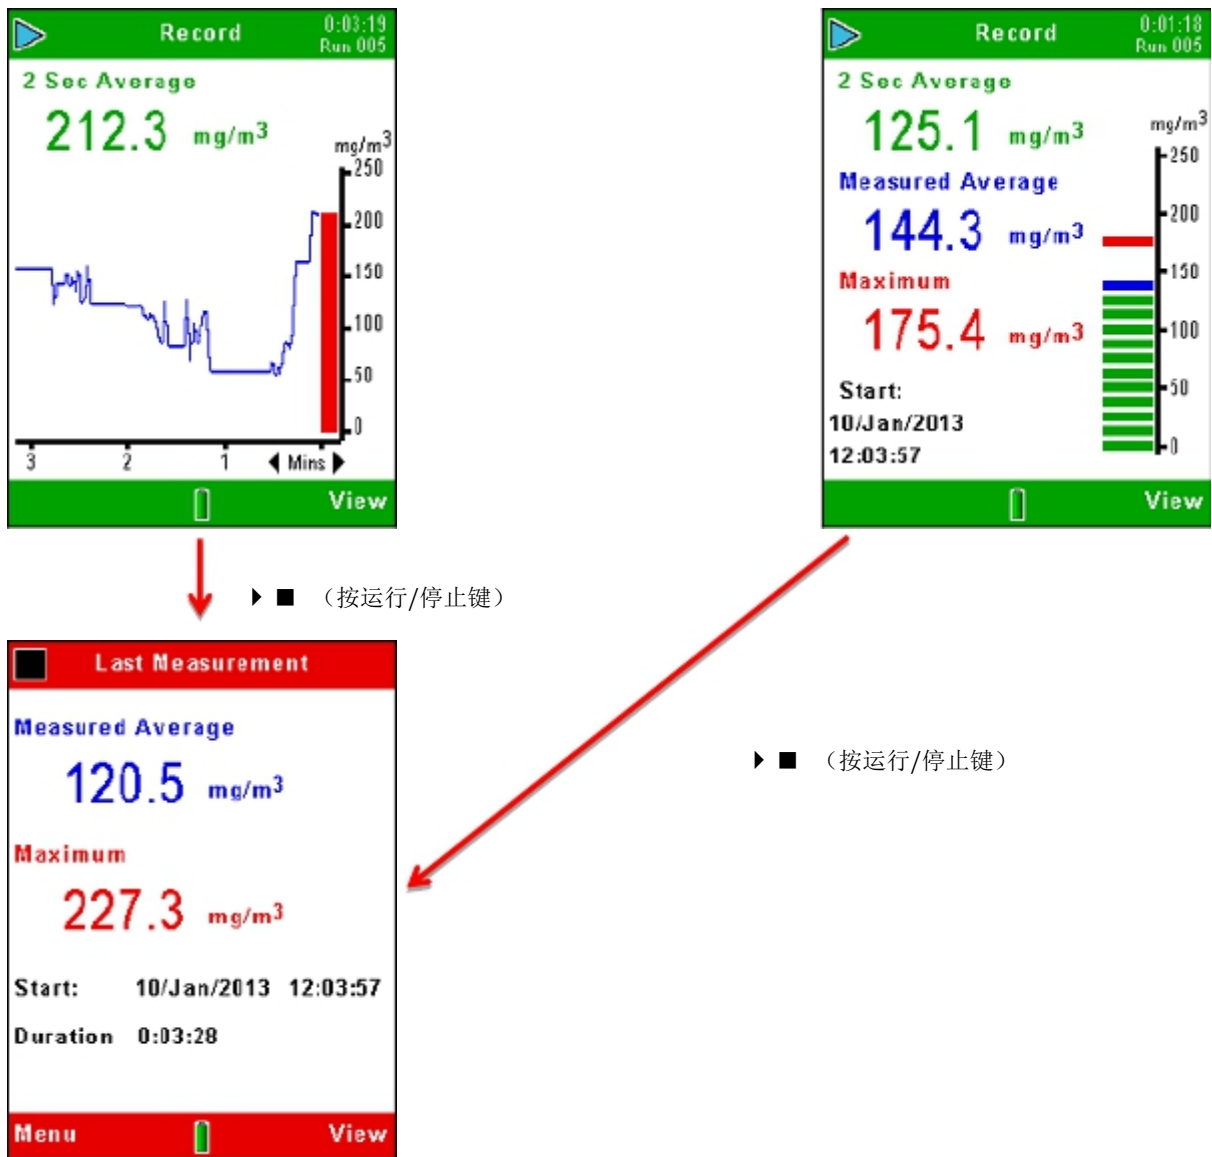 Record
0:03:19
Run 005
2 Sec Average
212.3 mg/m3
mg/m3
250
200
150
100
50
0
3 2 1 Mins
View
Record
0:01:18
Run 005
2 Sec Average
125.1 mg/m3
Measured Average
144.3 mg/m3
Maximum
175.4 mg/m3
Start:
10/Jan/2013
12:03:57
mg/m3
250
200
150
100
50
0
View
(按运行/停止键)
Last Measurement
Measured Average
120.5 mg/m3
Maximum
227.3 mg/m3
Start: 10/Jan/2013 12:03:57
Duration 0:03:28
Menu View
(按运行/停止键)